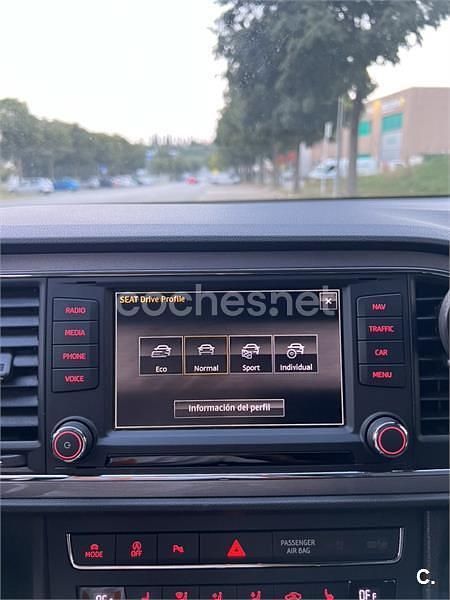 coches.net
SEAT Drive Profile
RADIO
MEDIA
PHONE
VOICE
Eco
Normal
Sport
Individual
Información del perfil
NAV
TRAFFIC
CAR
MENU
MODE
OFF
PASSENGER
AIR BAG
OFF
C.